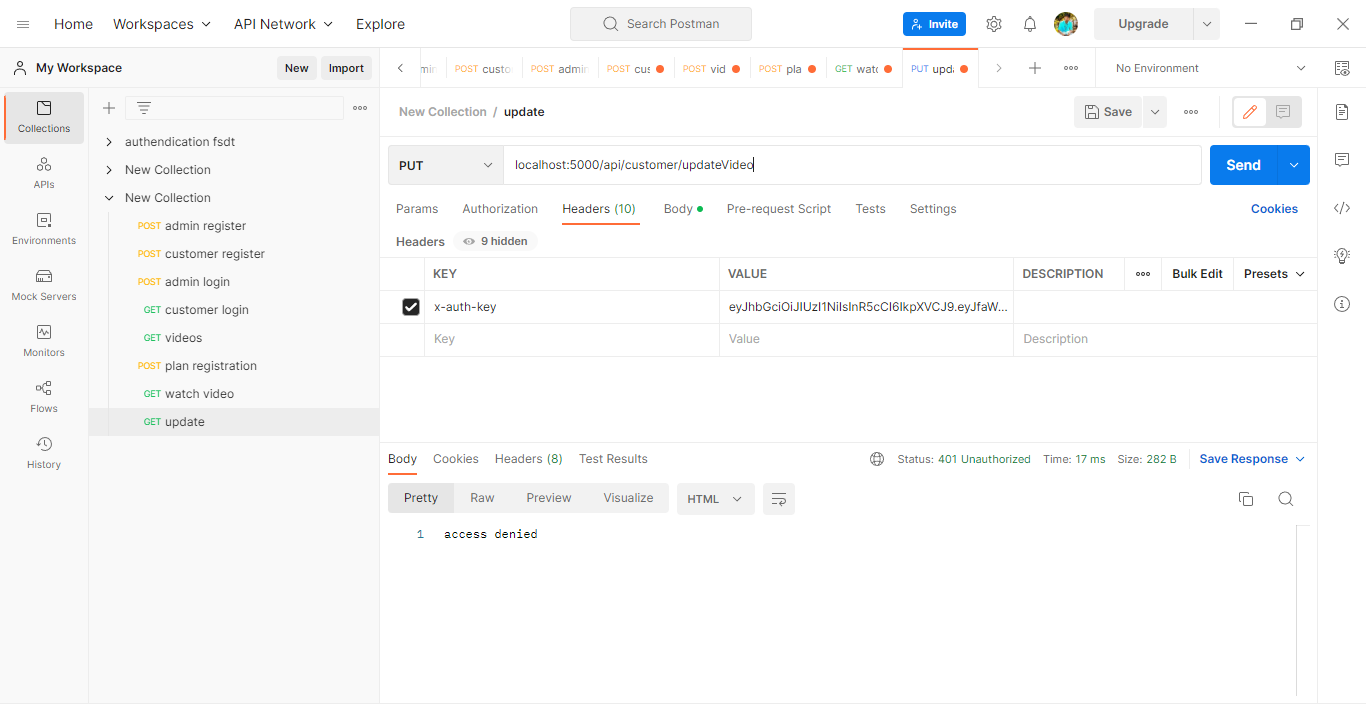 Home Workspaces API Network Explore Search Postman Invite Upgrade
My Workspace New Import
POST custo POST admin POST cus POST vid POST pla GET watc PUT upda No Environment
Collections
APIs
Environments
Mock Servers
Monitors
Flows
History
authendication fsdt
New Collection
New Collection
POST admin register
POST customer register
POST admin login
GET customer login
GET videos
POST plan registration
GET watch video
GET update
New Collection / update Save
PUT localhost:5000/api/customer/updateVideo Send
Params Authorization Headers (10) Body Pre-request Script Tests Settings Cookies
Headers 9 hidden
KEY VALUE DESCRIPTION Bulk Edit Presets
x-auth-key eyJhbGciOiJIUzI1NiIsInR5cCI6IkpXVCJ9.eyJfaW...
Key Value Description
Body Cookies Headers (8) Test Results Status: 401 Unauthorized Time: 17 ms Size: 282 B Save Response
Pretty Raw Preview Visualize HTML
1 access denied